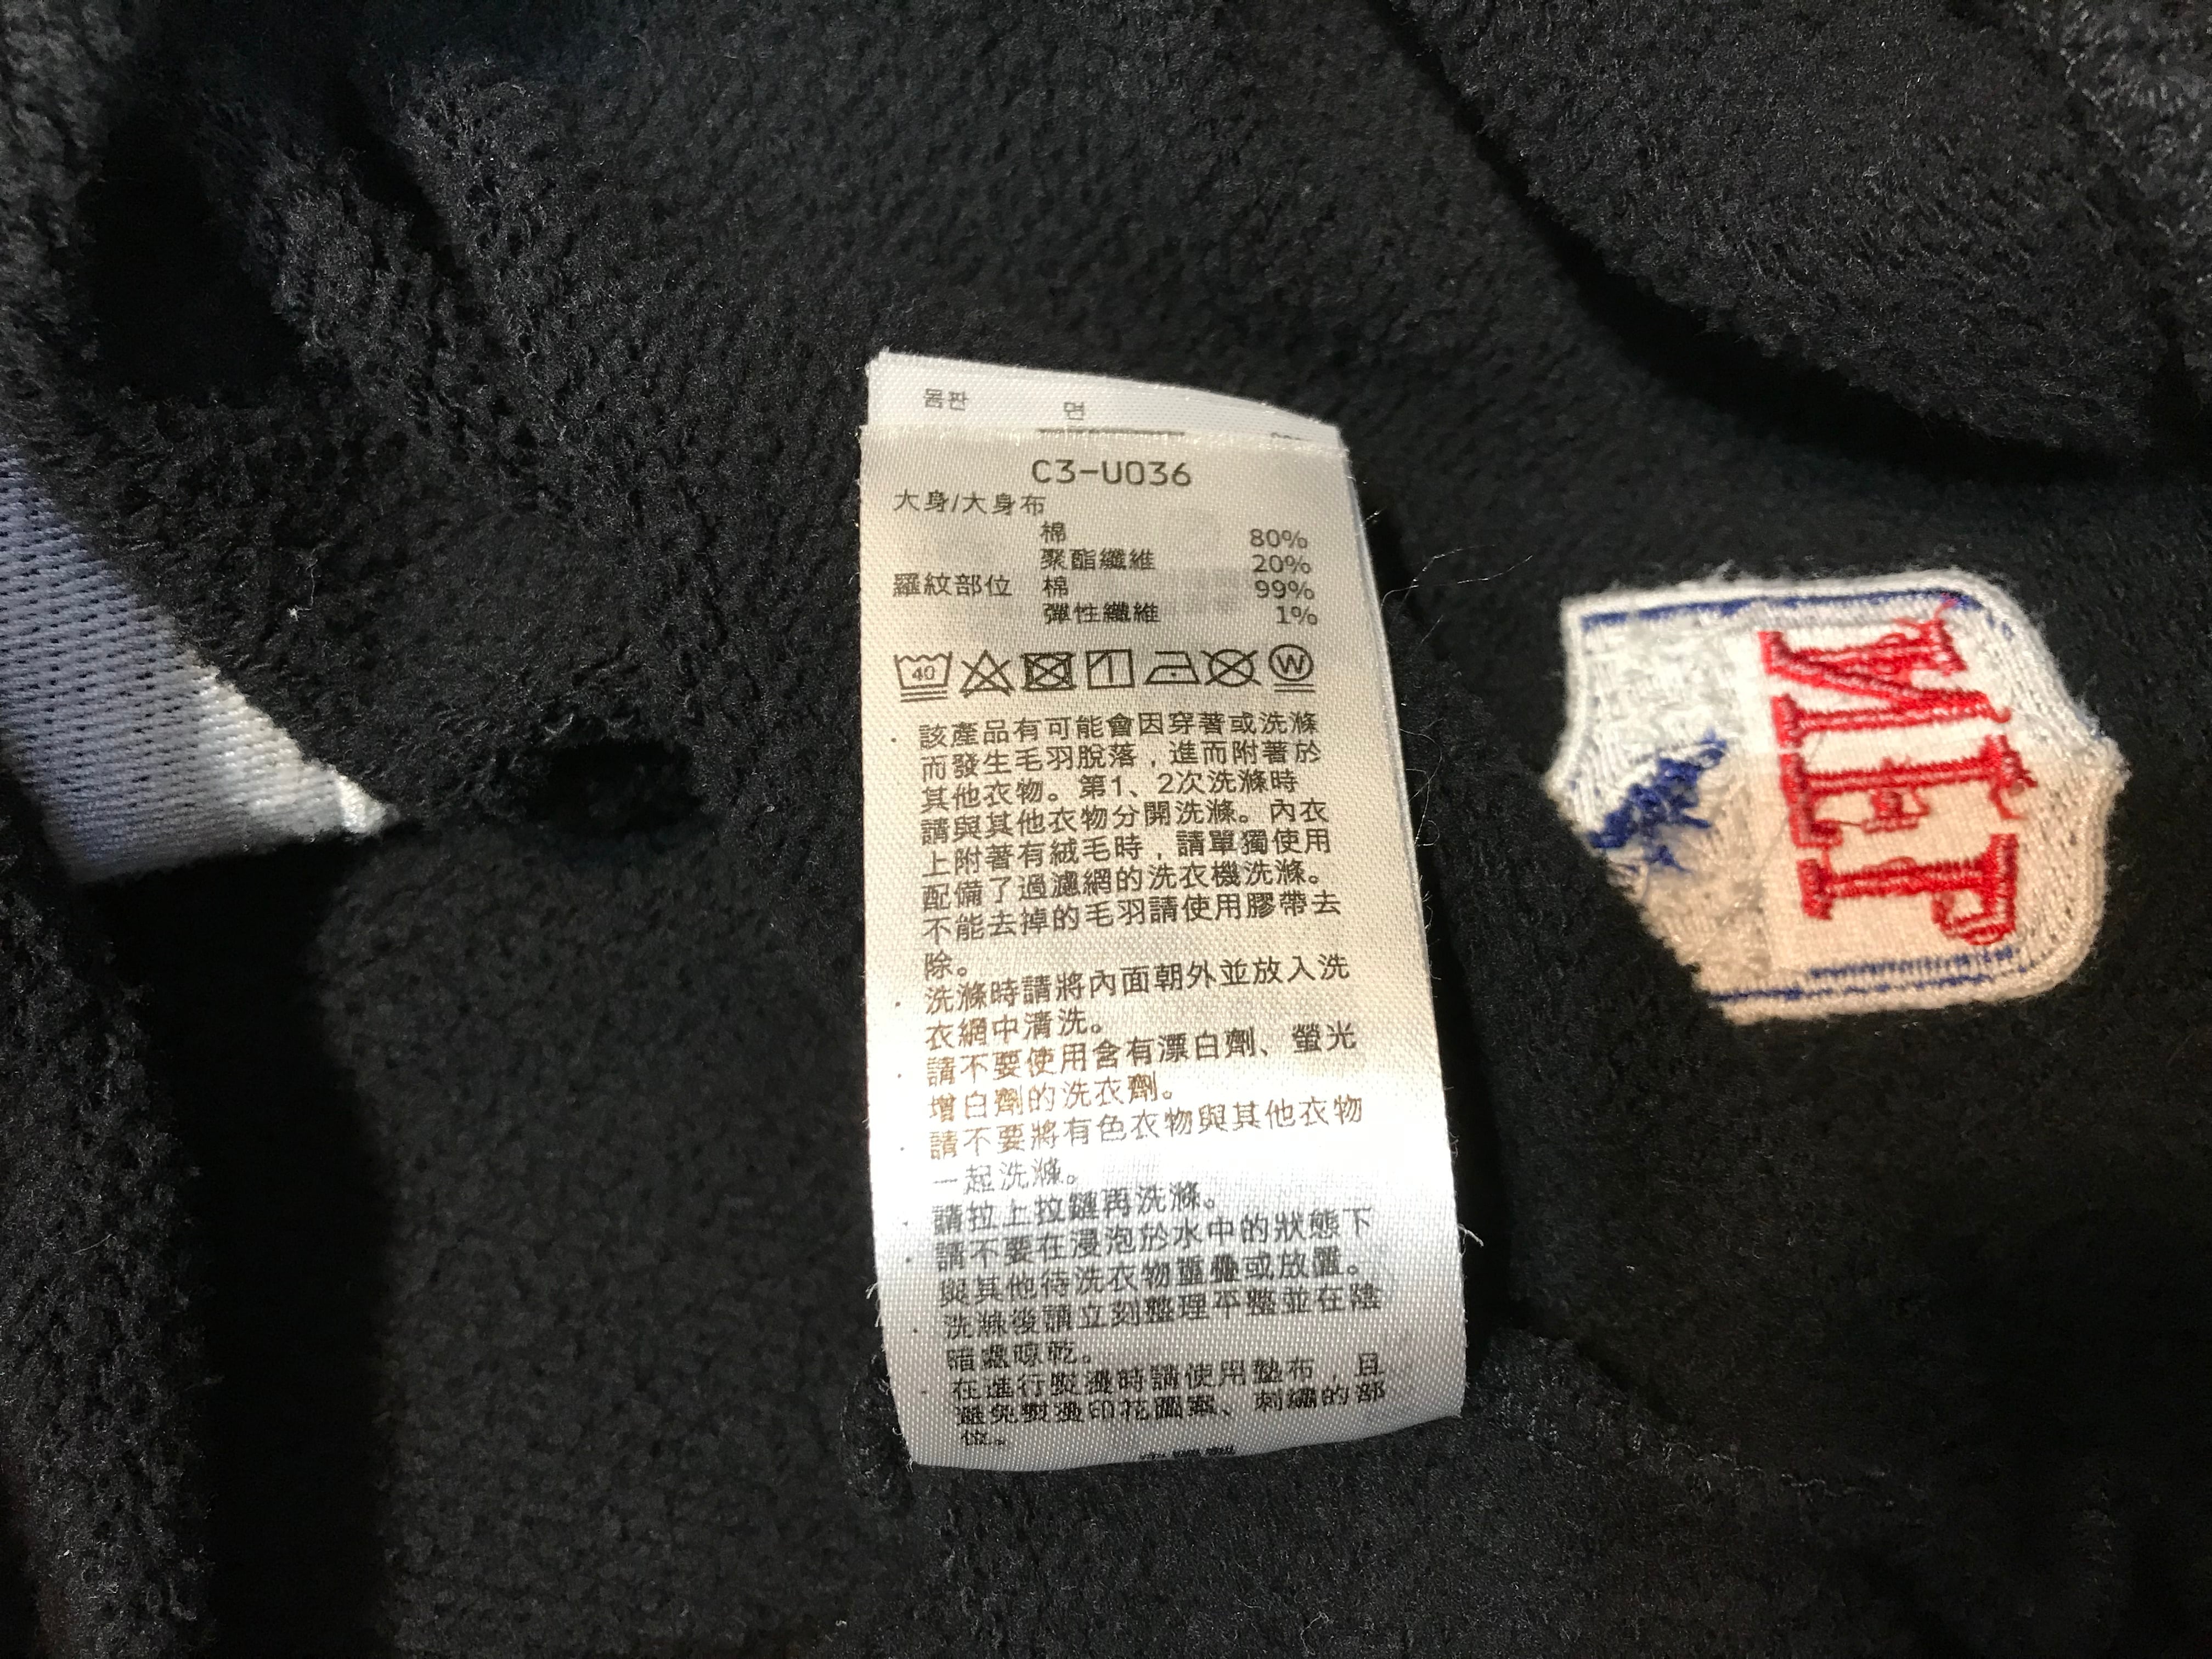 몸판 면
C3-U036
大身/大身布
棉 80%
聚酯纖維 20%
羅紋部位 棉 99%
彈性纖維 1%
40 W
· 該產品有可能會因穿著或洗滌
而發生毛羽脫落，進而附著於
其他衣物。第1、2次洗滌時
請與其他衣物分開洗滌。內衣
上附著有絨毛時，請單獨使用
配備了過濾網的洗衣機洗滌。
不能去掉的毛羽請使用膠帶去
除。
· 洗滌時請將內面朝外並放入洗
衣網中清洗。
· 請不要使用含有漂白劑、螢光
增白劑的洗衣劑。
· 請不要將有色衣物與其他衣物
一起洗滌。
· 請拉上拉鏈再洗滌。
· 請不要在浸泡於水中的狀態下
與其他待洗衣物重疊或放置。
· 洗滌後請立刻整理平整並在陰
暗處晾乾。
· 在進行熨燙時請使用墊布，且
避免熨燙印花圖案、刺繡的部
位。